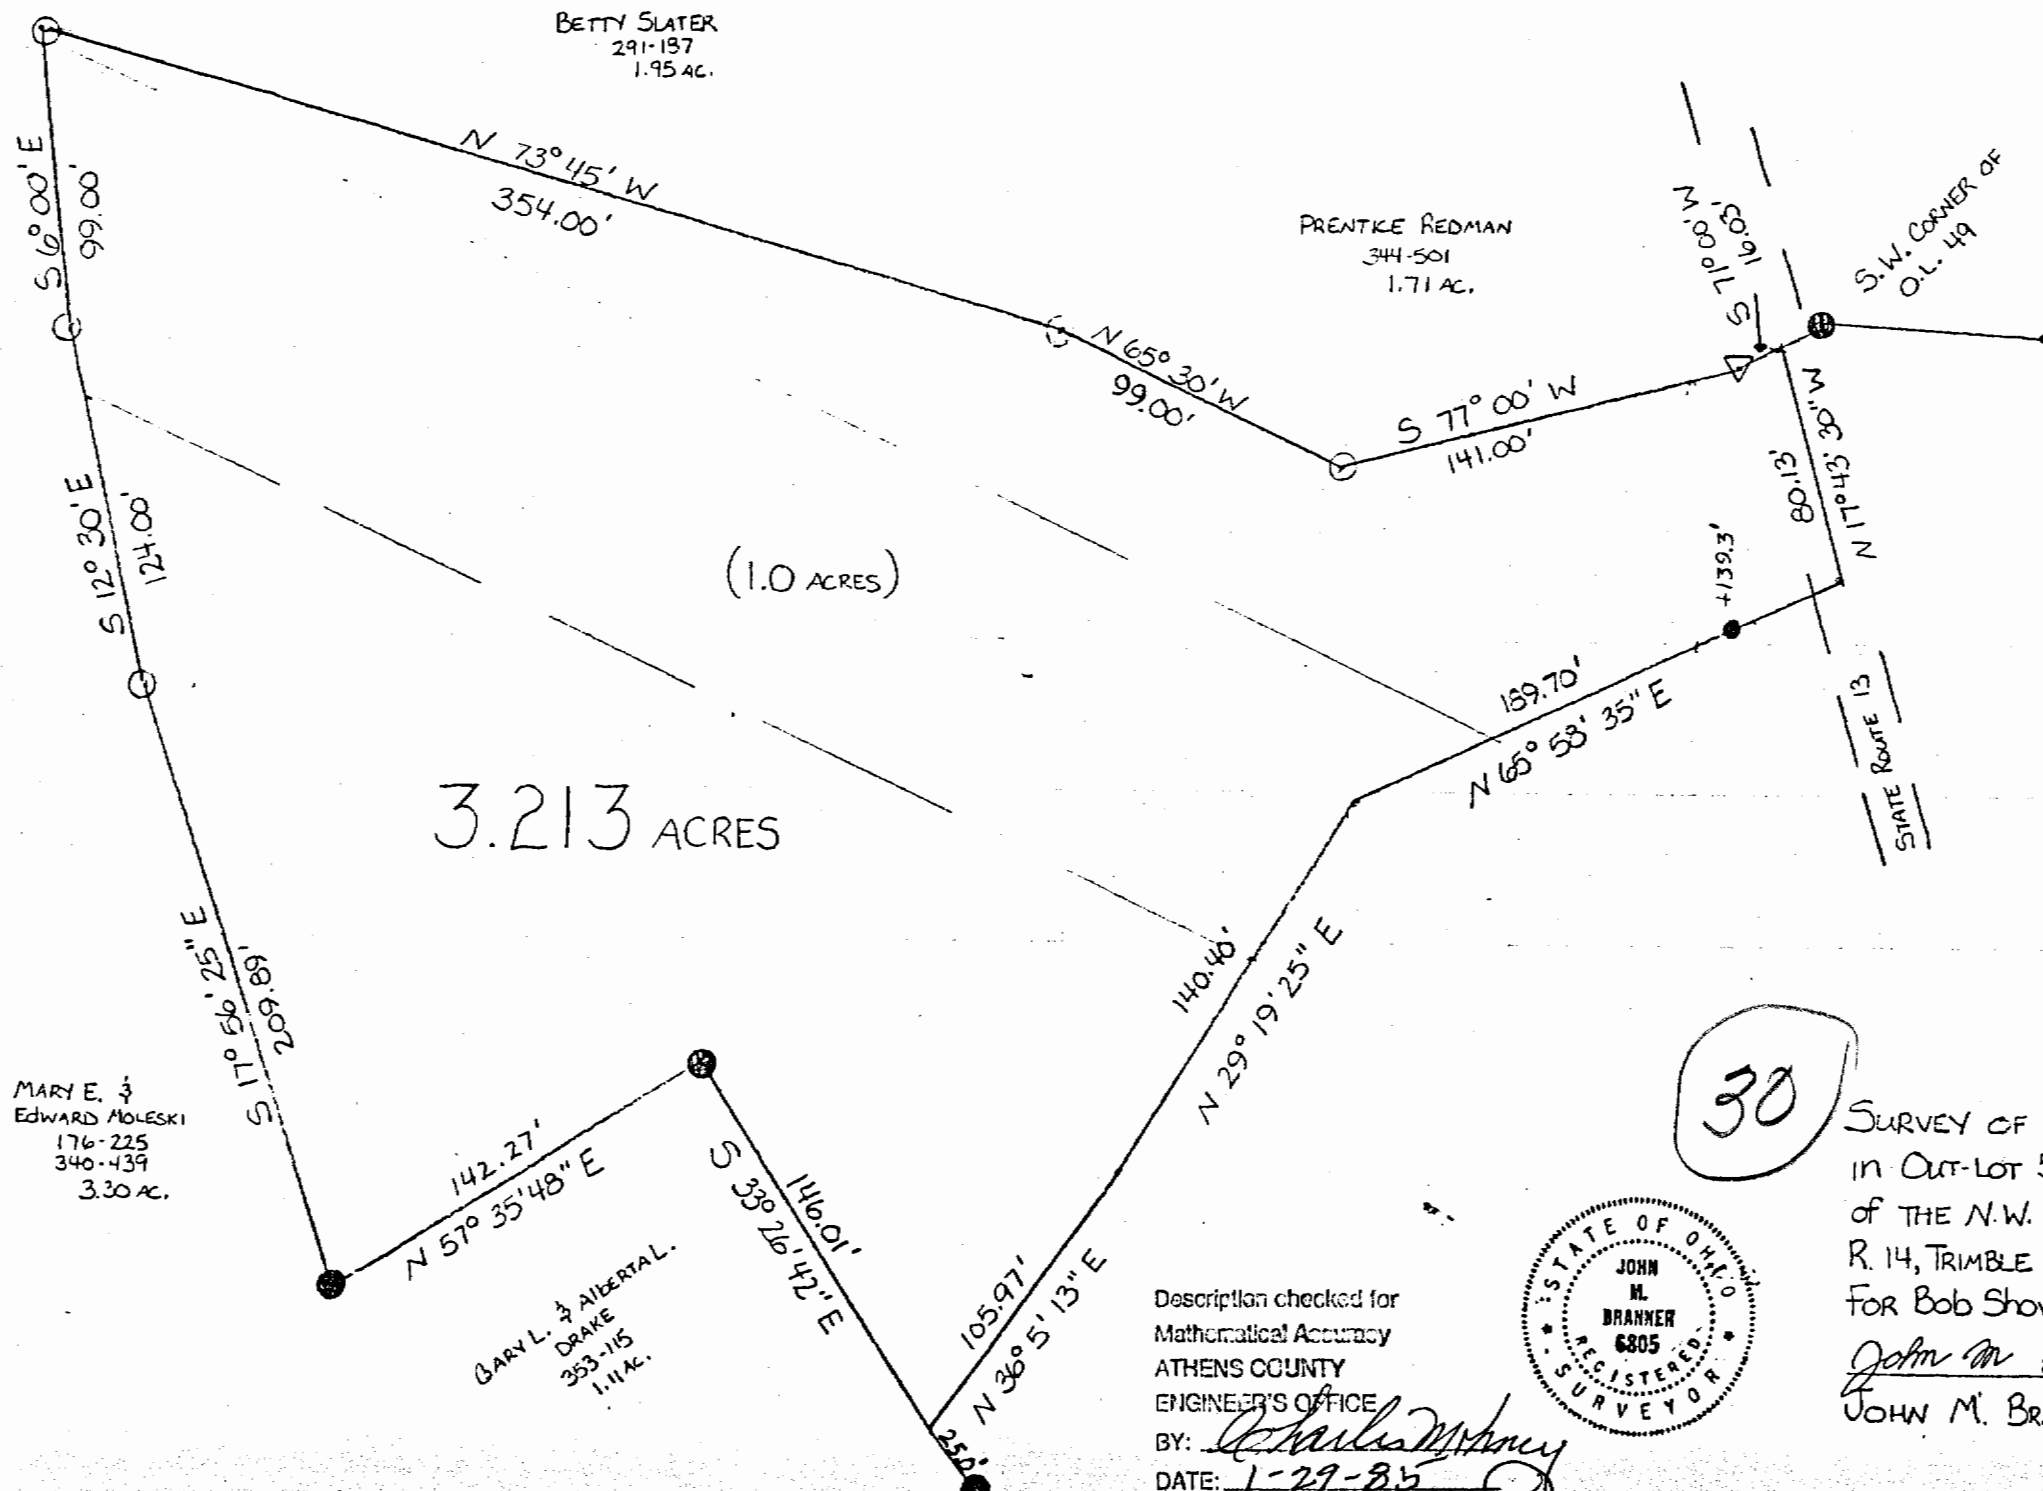 BETTY SLATER
291-187
1.95 AC.
N 73° 45' W
354.00'
S 6° 00' E
99.00'
PRENTICE REDMAN
344-501
1.71 AC.
16.03'
S.W. CORNER OF
O.L. 49
N 65° 30' W
99.00'
S 77° 00' W
141.00'
N 17° 43' 30" W
80.13'
S 12° 30' E
124.00'
(1.0 ACRES)
+139.3'
189.70'
N 65° 58' 35" E
STATE ROUTE 13
3.213 ACRES
S 17° 56' 25" E
209.89'
140.40'
N 29° 19' 25" E
MARY E. &
EDWARD MOLESKI
176-225
340-439
3.30 AC.
142.27'
N 57° 35' 48" E
146.01'
S 33° 26' 42" E
GARY L. & ALBERTA L.
DRAKE
353-115
1.11 AC.
105.97'
N 36° 5' 13" E
25.0'
30
SURVEY OF
in OUT-LOT
of THE N.W.
R. 14, TRIMBLE
FOR Bob
John M
JOHN M. BR
STATE OF OHIO
JOHN
M.
BRANNER
6805
REGISTERED
SURVEYOR
Description checked for
Mathematical Accuracy
ATHENS COUNTY
ENGINEER'S OFFICE
BY: Charles
DATE: 1-29-85